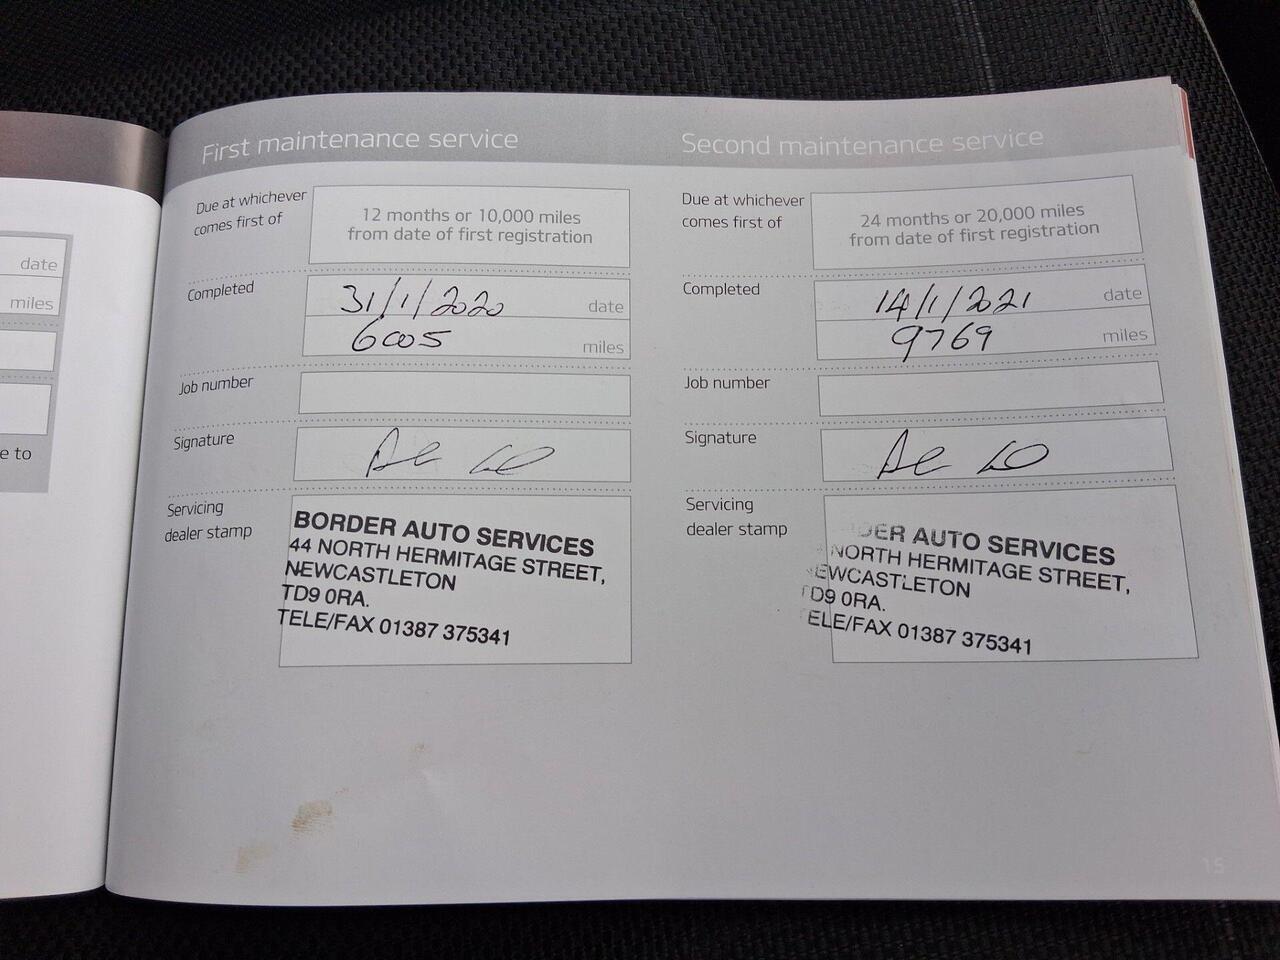 date
miles
e to
First maintenance service
Due at whichever
comes first of
12 months or 10,000 miles
from date of first registration
Completed
31/1/2020 date
6005 miles
Job number
Signature
Servicing
dealer stamp
BORDER AUTO SERVICES
44 NORTH HERMITAGE STREET,
NEWCASTLETON
TD9 0RA.
TELE/FAX 01387 375341
Second maintenance service
Due at whichever
comes first of
24 months or 20,000 miles
from date of first registration
Completed
14/1/2021 date
9769 miles
Job number
Signature
Servicing
dealer stamp
DER AUTO SERVICES
NORTH HERMITAGE STREET,
EWCASTLETON
TD9 0RA.
ELE/FAX 01387 375341
15